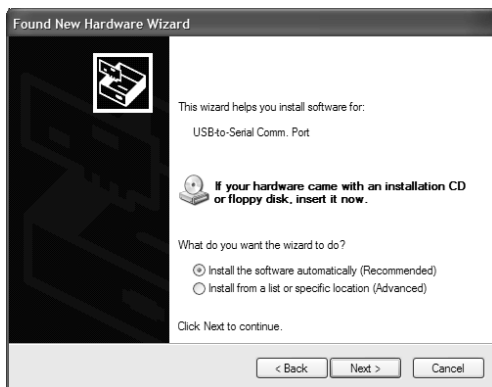 Found New Hardware Wizard
This wizard helps you install software for:
USB-to-Serial Comm. Port
If your hardware came with an installation CD
or floppy disk, insert it now.
What do you want the wizard to do?
Install the software automatically (Recommended)
Install from a list or specific location (Advanced)
Click Next to continue.
< Back Next > Cancel